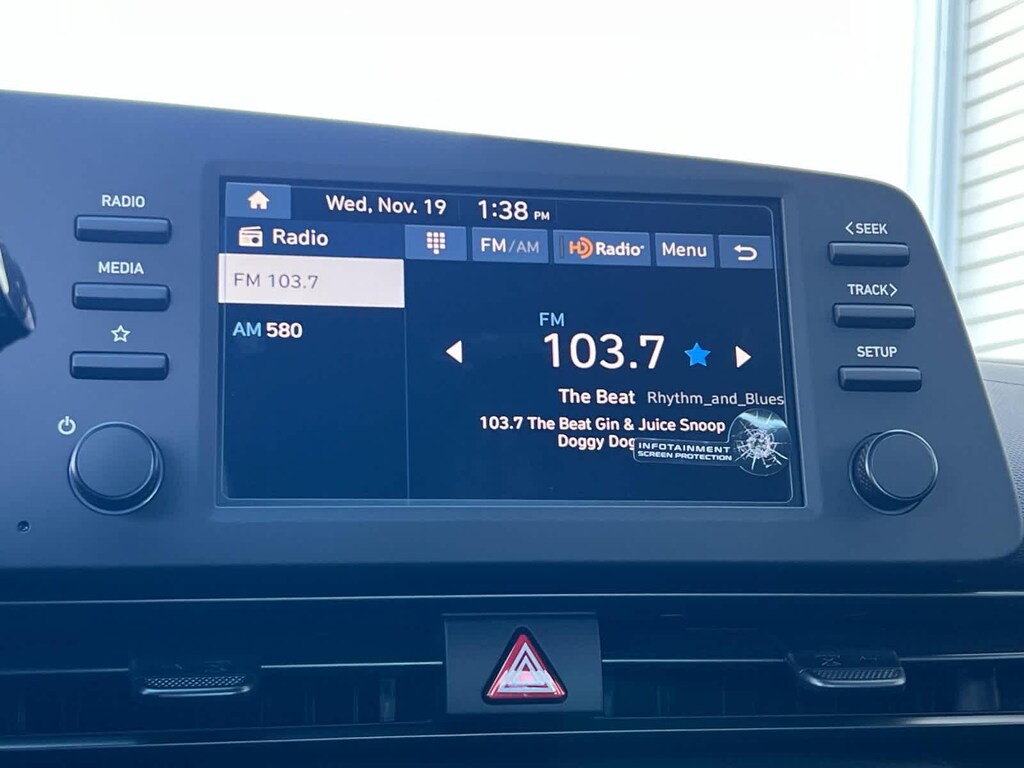 RADIO
MEDIA
Wed, Nov. 19 1:38 PM
Radio
FM/AM HD Radio Menu
FM 103.7
AM 580
FM
103.7
The Beat Rhythm_and_Blues
103.7 The Beat Gin & Juice Snoop
Doggy Dog
INFOTAINMENT
SCREEN PROTECTION
<SEEK
TRACK>
SETUP